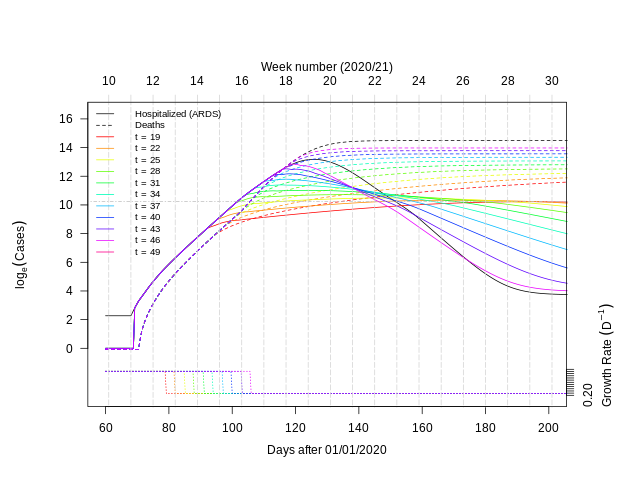 Week number (2020/21)
10 12 14 16 18 20 22 24 26 28 30
Hospitalized (ARDS)
Deaths
t = 19
t = 22
t = 25
t = 28
t = 31
t = 34
t = 37
t = 40
t = 43
t = 46
t = 49
16
14
12
10
8
6
4
2
0
logₑ(Cases)
0.20
Growth Rate (D⁻¹)
60 80 100 120 140 160 180 200
Days after 01/01/2020